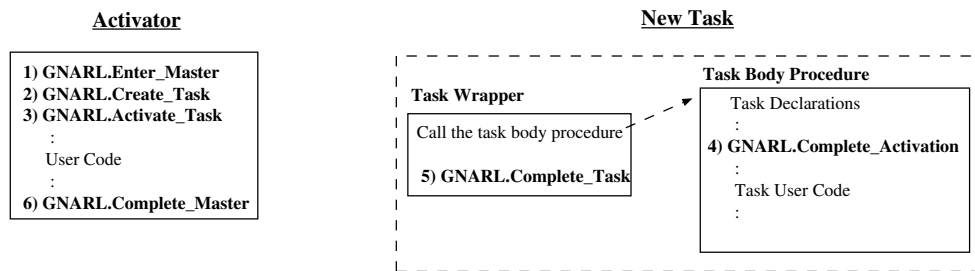 Activator
1) GNARL.Enter_Master
2) GNARL.Create_Task
3) GNARL.Activate_Task
:
User Code
:
6) GNARL.Complete_Master
New Task
Task Wrapper
Call the task body procedure
5) GNARL.Complete_Task
Task Body Procedure
Task Declarations
:
4) GNARL.Complete_Activation
:
Task User Code
: